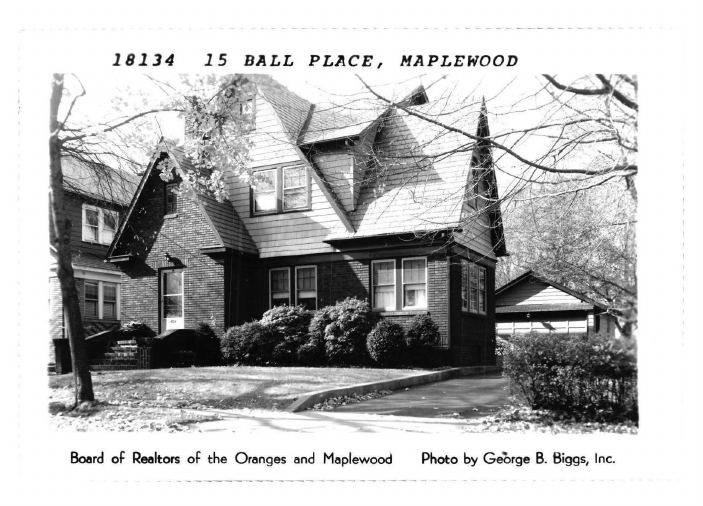 18134 15 BALL PLACE, MAPLEWOOD
Board of Realtors of the Oranges and Maplewood Photo by George B. Biggs, Inc.